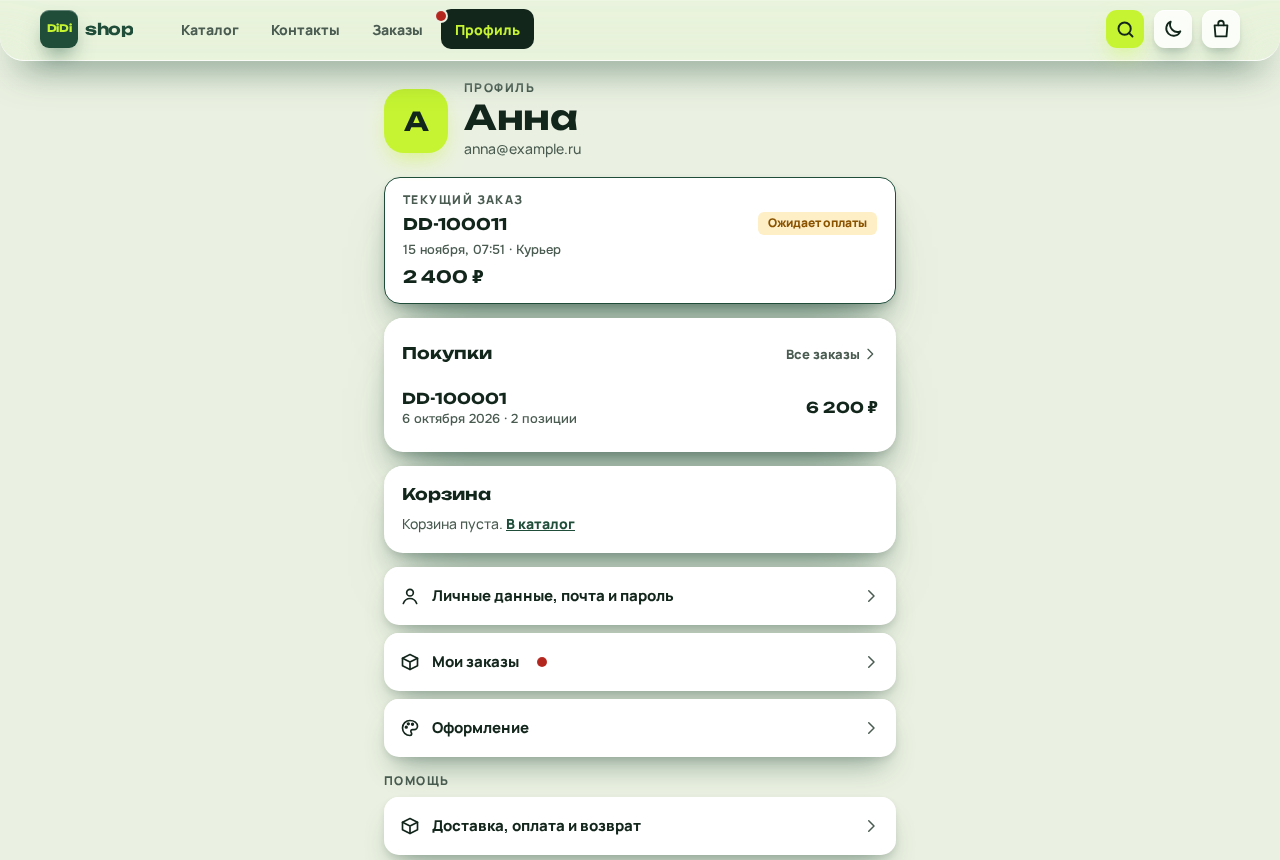 DiDi shop Каталог Контакты Заказы Профиль
ПРОФИЛЬ
А Анна
anna@example.ru
ТЕКУЩИЙ ЗАКАЗ
DD-100011 Ожидает оплаты
15 ноября, 07:51 · Курьер
2 400 ₽
Покупки Все заказы
DD-100001
6 октября 2026 · 2 позиции 6 200 ₽
Корзина
Корзина пуста. В каталог
Личные данные, почта и пароль
Мои заказы
Оформление
ПОМОЩЬ
Доставка, оплата и возврат